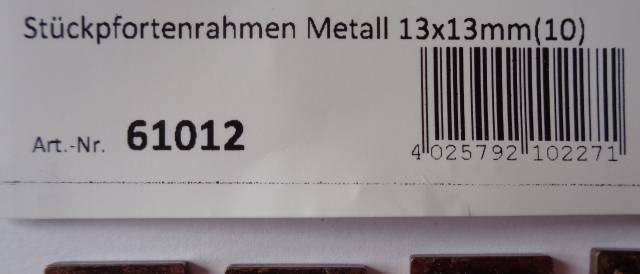 Stückpfortenrahmen Metall 13x13mm(10)
Art.-Nr. 61012
4 025792 102271